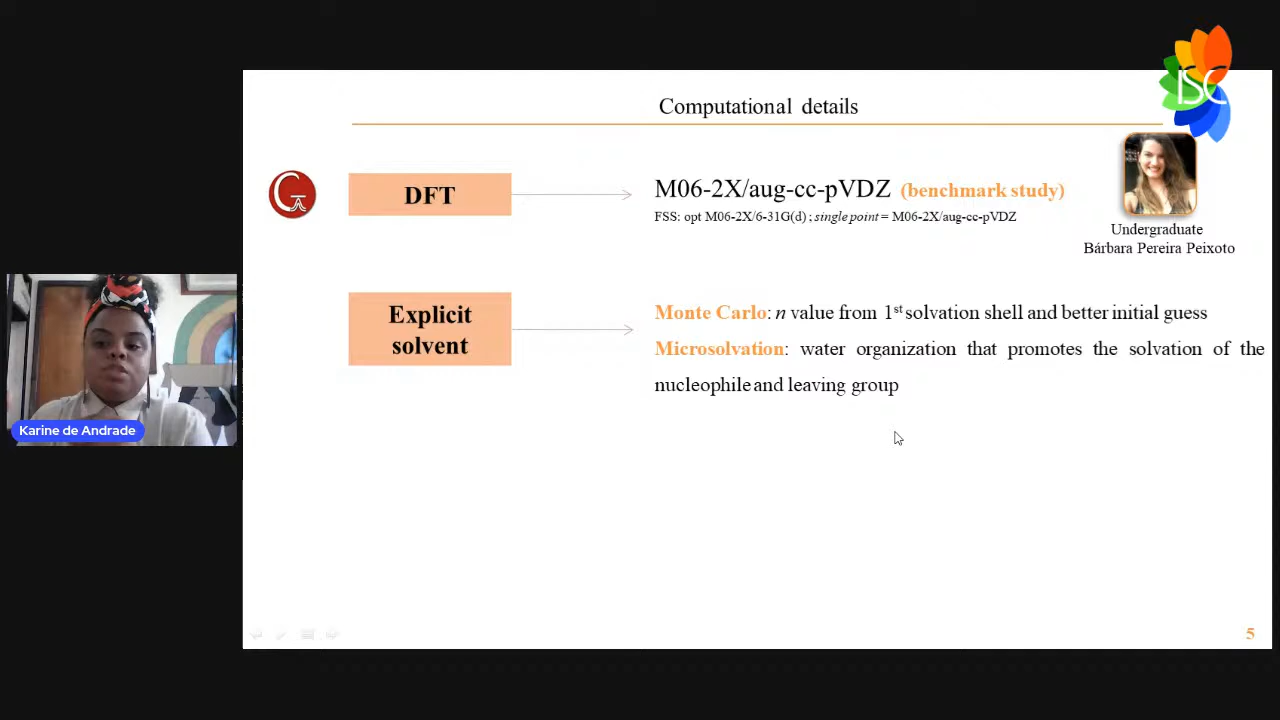 ISC
Computational details
DFT
M06-2X/aug-cc-pVDZ (benchmark study)
FSS: opt M06-2X/6-31G(d) ; single point = M06-2X/aug-cc-pVDZ
Undergraduate
Bárbara Pereira Peixoto
Explicit
solvent
Monte Carlo: n value from 1st solvation shell and better initial guess
Microsolvation: water organization that promotes the solvation of the
nucleophile and leaving group
Karine de Andrade
5